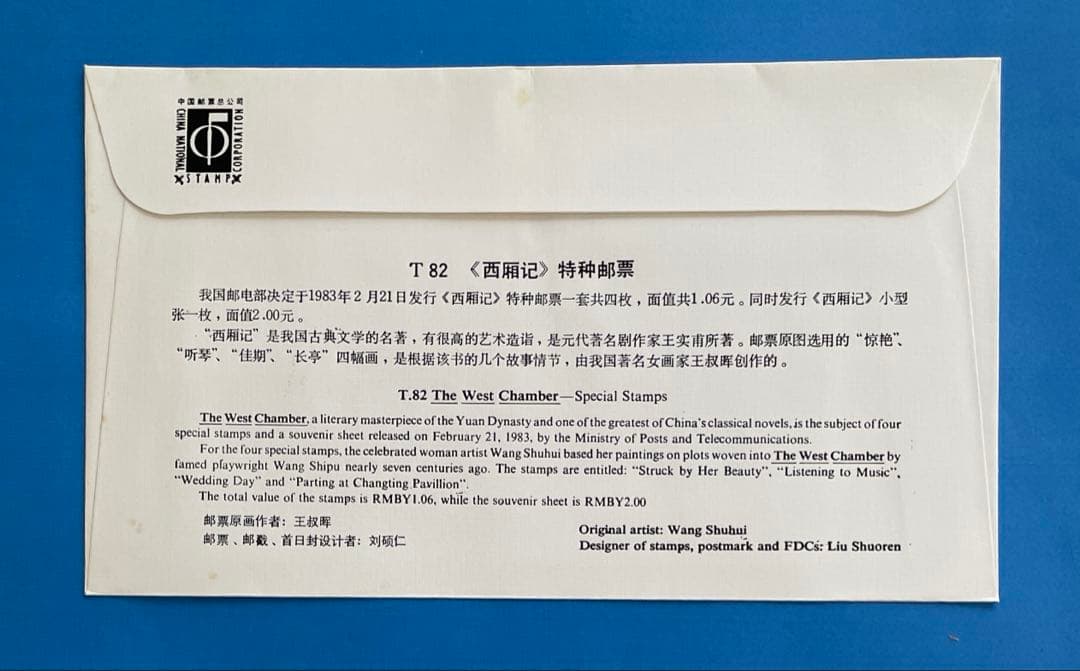 中国邮票总公司
CHINA NATIONAL
STAMP
CORPORATION
T 82 《西厢记》特种邮票
我国邮电部决定于1983年2月21日发行《西厢记》特种邮票一套共四枚，面值共1.06元。同时发行《西厢记》小型
张一枚，面值2.00元。
“西厢记”是我国古典文学的名著，有很高的艺术造诣，是元代著名剧作家王实甫所著。邮票原图选用的“惊艳”、
“听琴”、“佳期”、“长亭”四幅画，是根据该书的几个故事情节，由我国著名女画家王叔晖创作的。
T.82 The West Chamber—Special Stamps
The West Chamber, a literary masterpiece of the Yuan Dynasty and one of the greatest of China's classical novels, is the subject of four
special stamps and a souvenir sheet released on February 21, 1983, by the Ministry of Posts and Telecommunications.
For the four special stamps, the celebrated woman artist Wang Shuhui based her paintings on plots woven into The West Chamber by
famed pfaywright Wang Shipu nearly seven centuries ago. The stamps are entitled: “Struck by Her Beauty”, “Listening to Music”,
“Wedding Day” and “Parting at Changting Pavillion”.
The total value of the stamps is RMBY1.06, while the souvenir sheet is RMBY2.00
邮票原画作者：王叔晖
邮票、邮戳、首日封设计者：刘硕仁
Original artist: Wang Shuhui
Designer of stamps, postmark and FDCs: Liu Shuoren